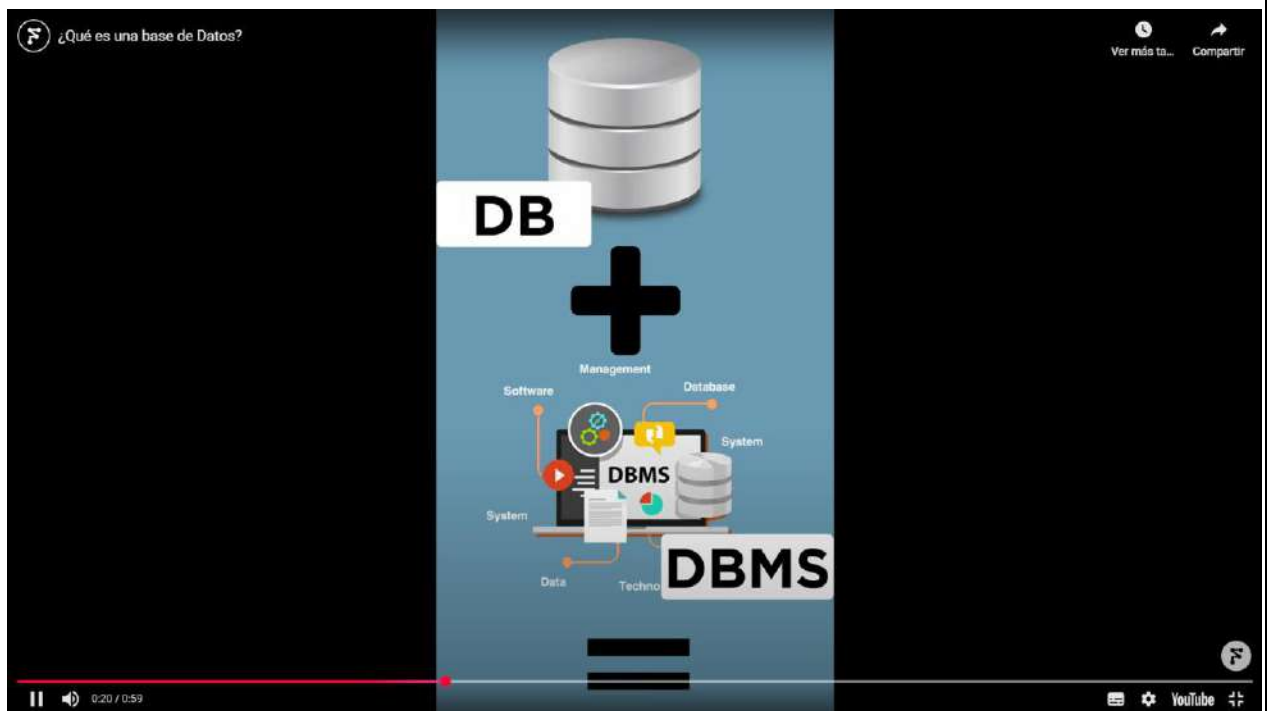 ¿Qué es una base de Datos?
Ver más ta...
Compartir
DB
Management
Software
Database
System
DBMS
System
DBMS
Data
Techno
0:20 / 0:59
YouTube